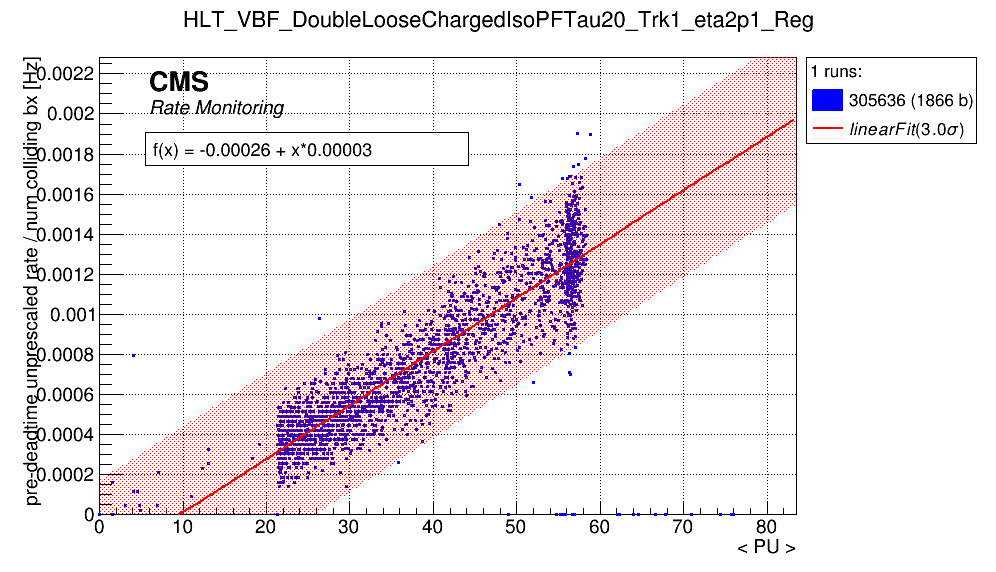 HLT_VBF_DoubleLooseChargedIsoPFTau20_Trk1_eta2p1_Reg
pre-deadtime unprescaled rate / num colliding bx [Hz]
0.0022
0.002
0.0018
0.0016
0.0014
0.0012
0.001
0.0008
0.0006
0.0004
0.0002
0
CMS
Rate Monitoring
f(x) = -0.00026 + x*0.00003
1 runs:
305636 (1866 b)
linearFit(3.0σ)
0 10 20 30 40 50 60 70 80
< PU >